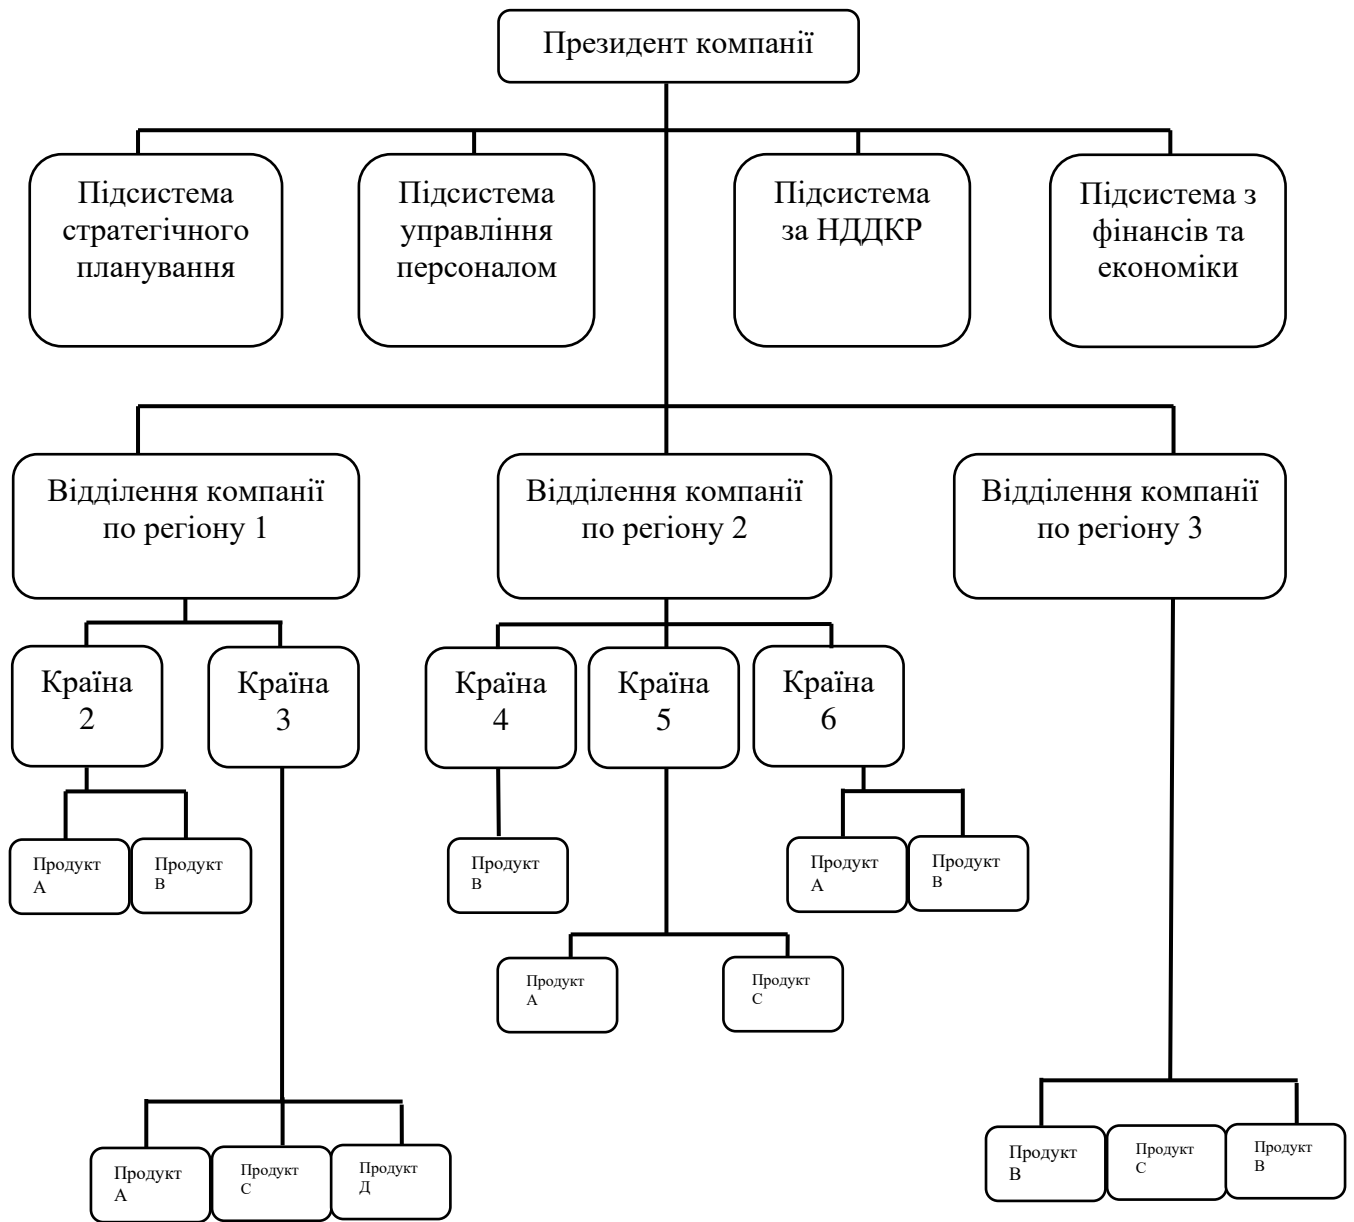 Президент компанії
Підсистема
стратегічного
планування
Підсистема
управління
персоналом
Підсистема
за НДДКР
Підсистема з
фінансів та
економіки
Відділення компанії
по регіону 1
Відділення компанії
по регіону 2
Відділення компанії
по регіону 3
Країна
2
Країна
3
Країна
4
Країна
5
Країна
6
Продукт
А
Продукт
В
Продукт
В
Продукт
А
Продукт
В
Продукт
А
Продукт
С
Продукт
А
Продукт
С
Продукт
Д
Продукт
В
Продукт
С
Продукт
В